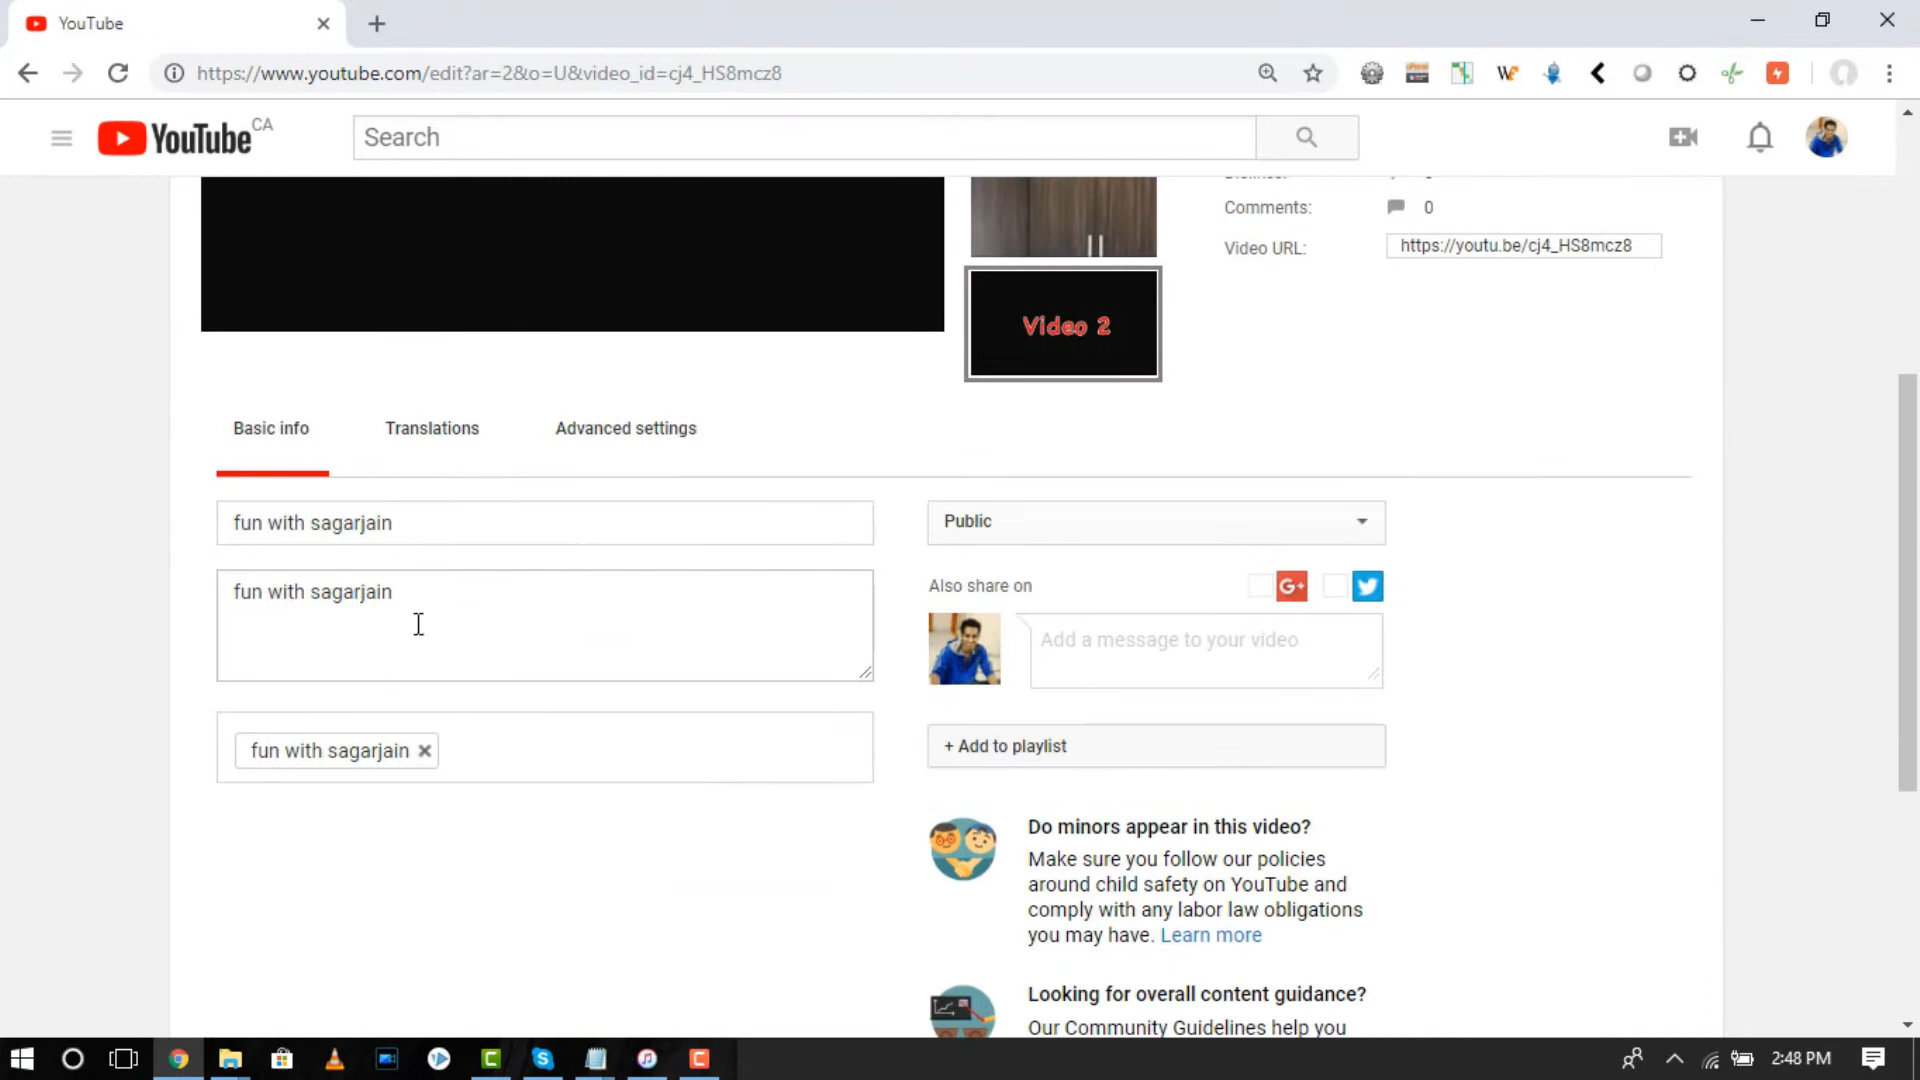 YouTube
https://www.youtube.com/edit?ar=2&o=U&video_id=cj4_HS8mcz8
YouTube CA
Search
Comments: 0
Video URL: https://youtu.be/cj4_HS8mcz8
Video 2
Basic info Translations Advanced settings
fun with sagarjain
Public
fun with sagarjain
Also share on
G+
Add a message to your video
fun with sagarjain
+ Add to playlist
Do minors appear in this video?
Make sure you follow our policies
around child safety on YouTube and
comply with any labor law obligations
you may have. Learn more
Looking for overall content guidance?
Our Community Guidelines help you
2:48 PM